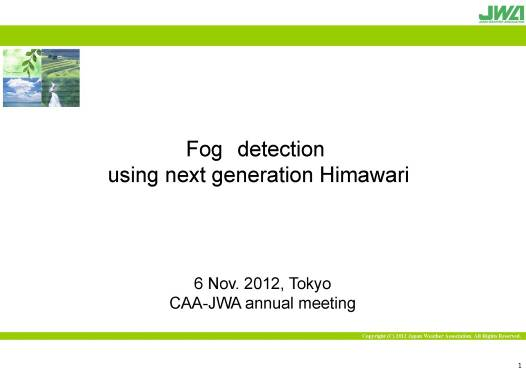 JWA
Fog detection
using next generation Himawari
6 Nov. 2012, Tokyo
CAA-JWA annual meeting
Copyright (C) 2012 Japan Weather Association. All Rights Reserved.
1